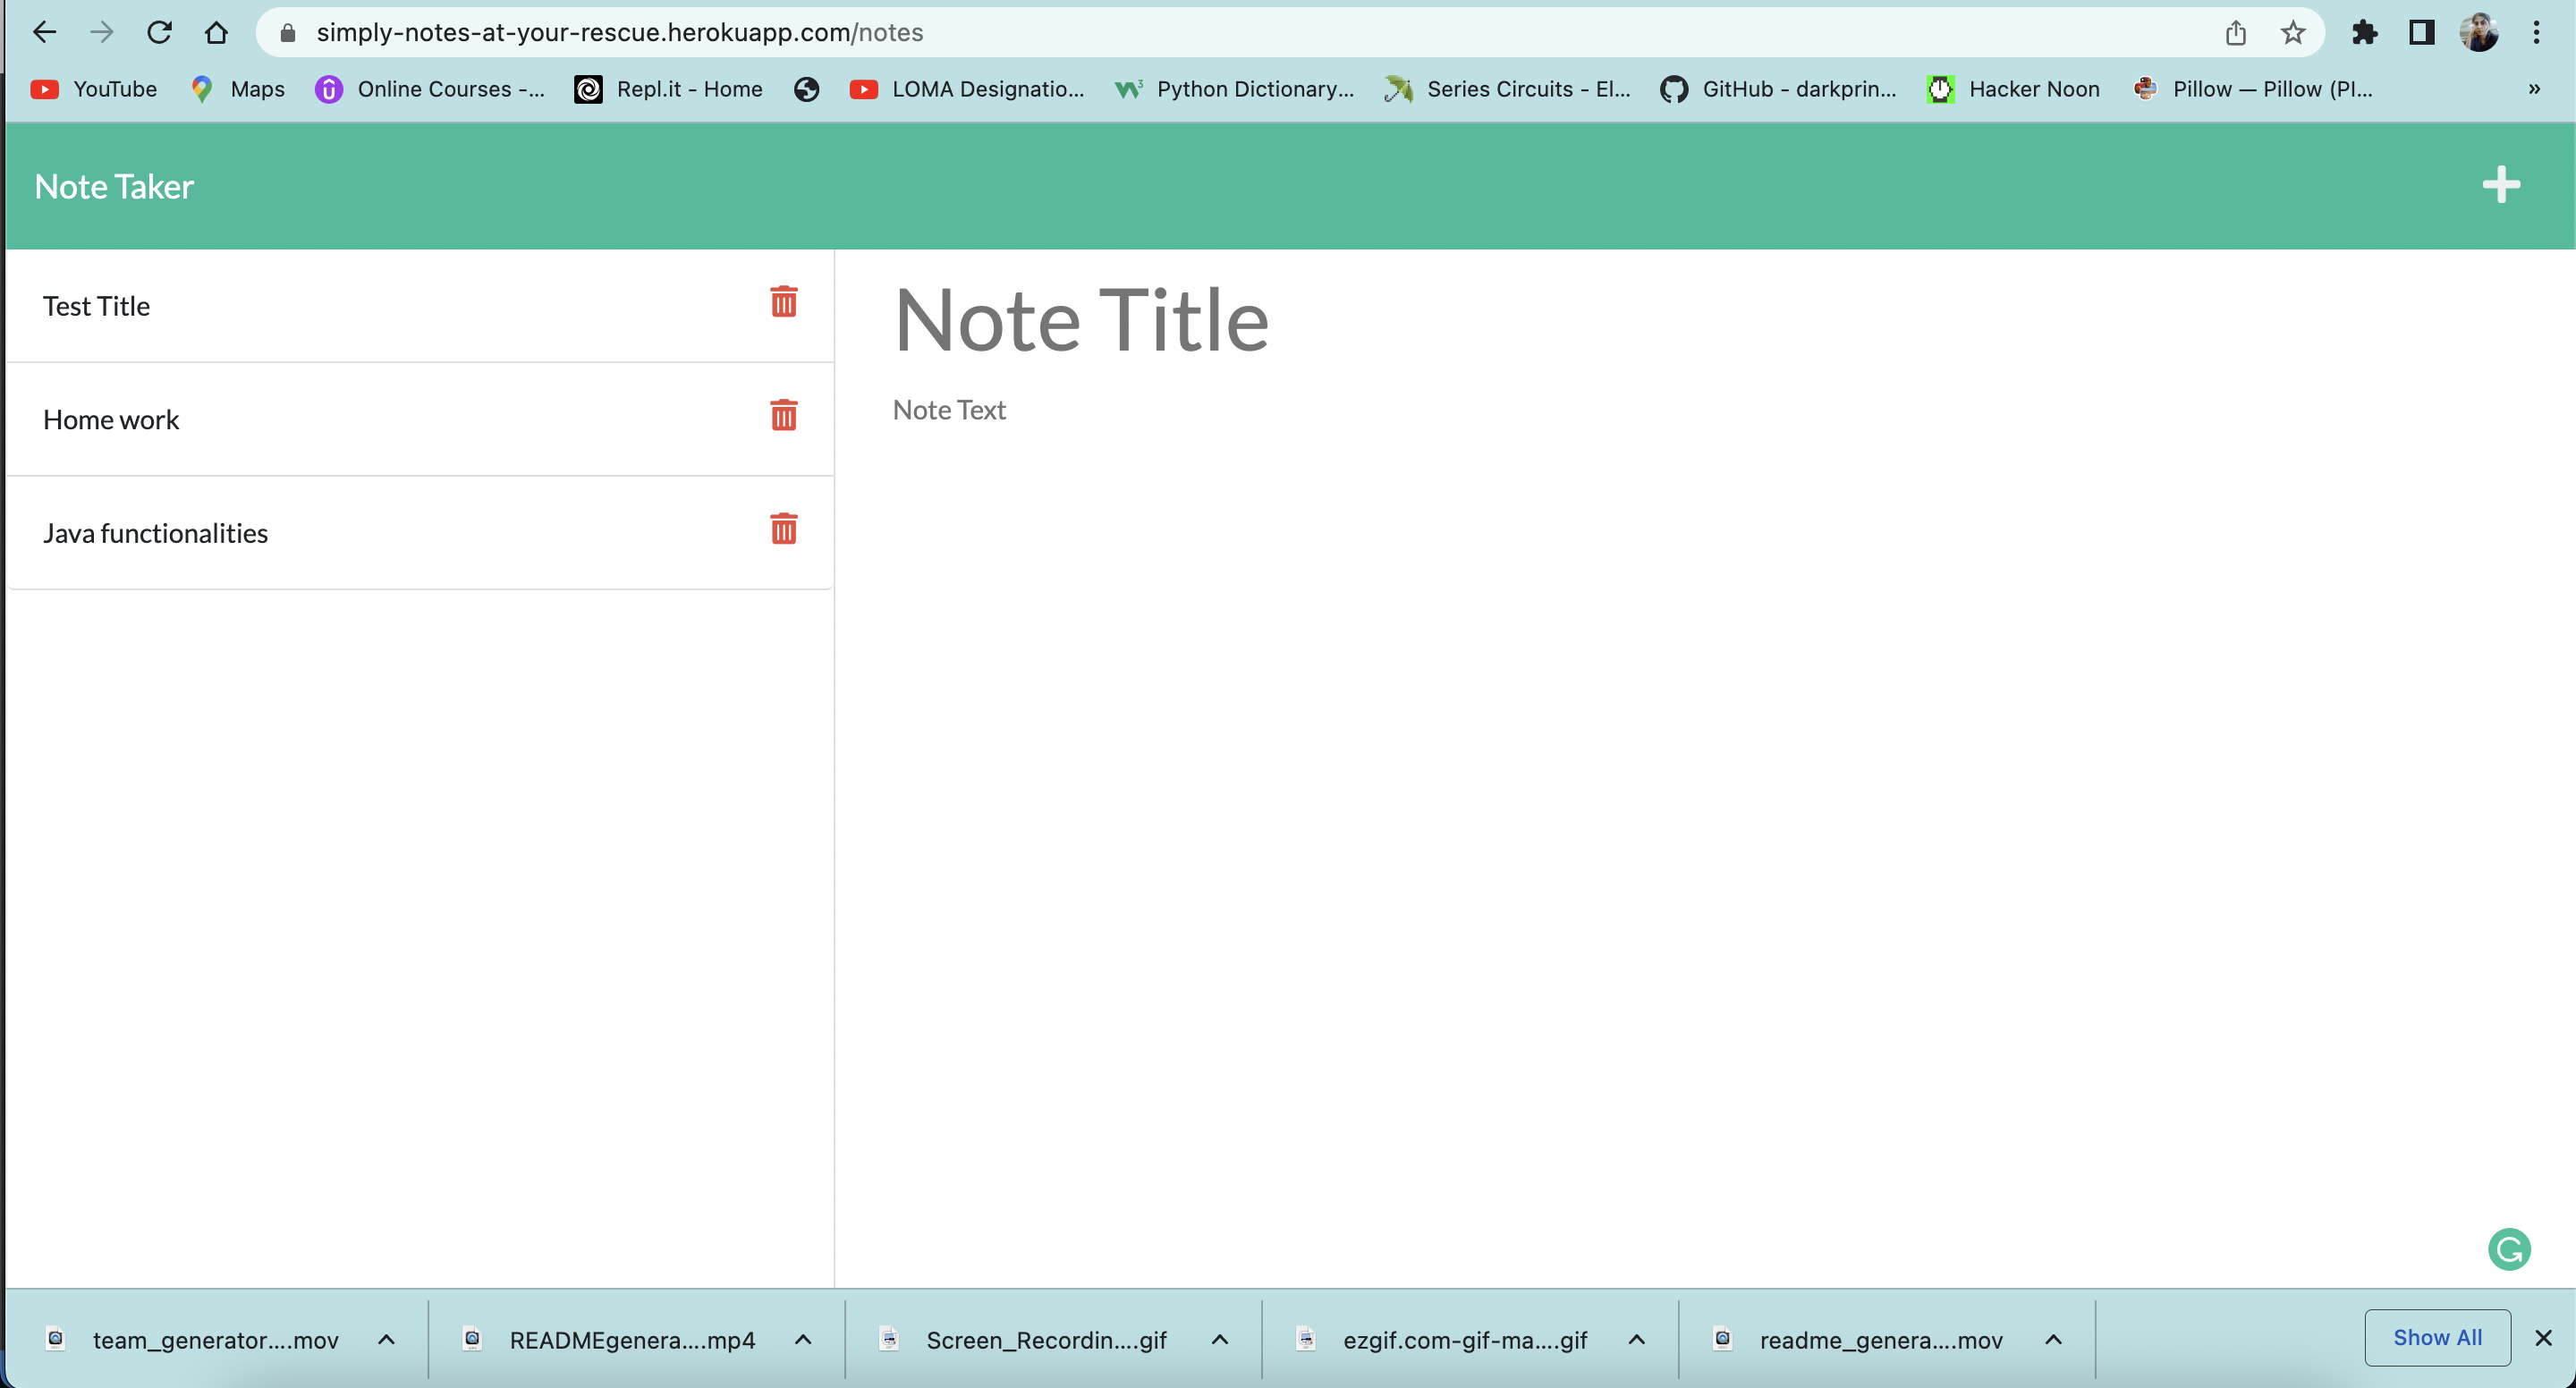 simply-notes-at-your-rescue.herokuapp.com/notes
YouTube Maps Online Courses -... Repl.it - Home LOMA Designatio... Python Dictionary... Series Circuits - El... GitHub - darkprin... Hacker Noon Pillow — Pillow (PI... »
Note Taker
Test Title
Home work
Java functionalities
Note Title
Note Text
team_generator....mov READMEgenera....mp4 Screen_Recordin....gif ezgif.com-gif-ma....gif readme_genera....mov Show All